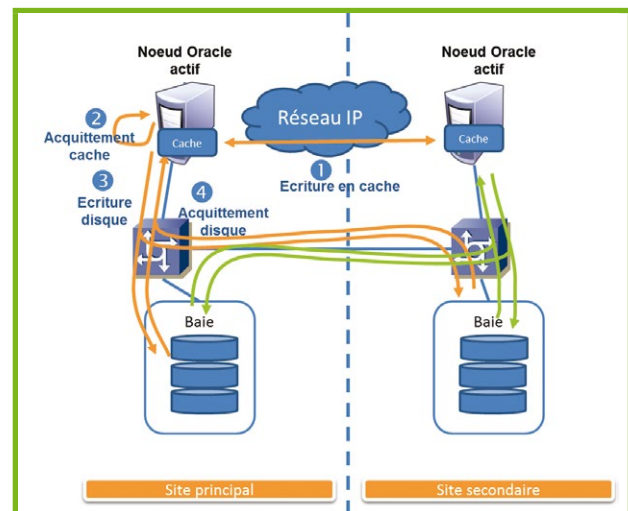 Noeud Oracle
actif
Noeud Oracle
actif
Réseau IP
2
Acquittement
cache
Cache
Cache
1
Ecriture en cache
3
Ecriture
disque
4
Acquittement
disque
Baie
Baie
Site principal
Site secondaire